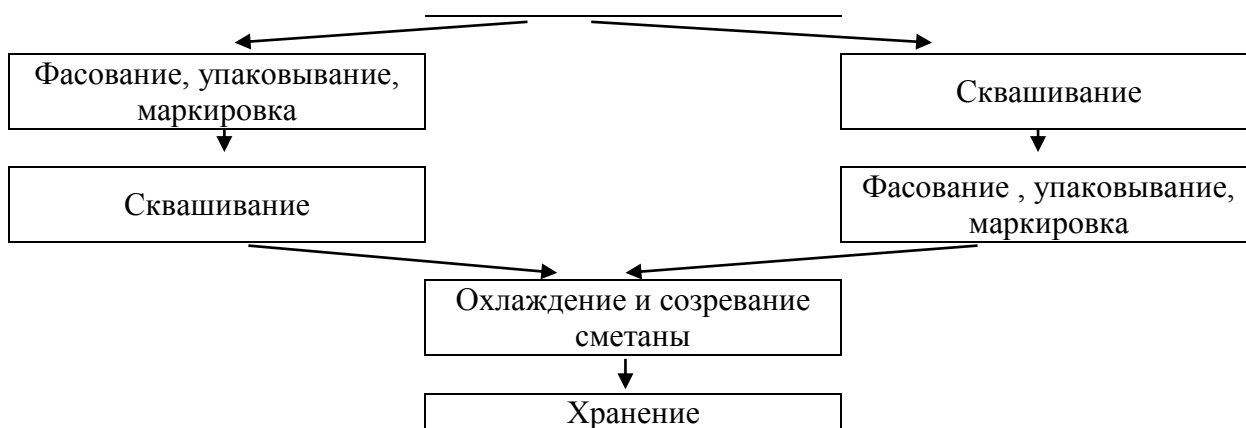 Фасование, упаковывание,
маркировка
Сквашивание
Сквашивание
Фасование , упаковывание,
маркировка
Охлаждение и созревание
сметаны
Хранение